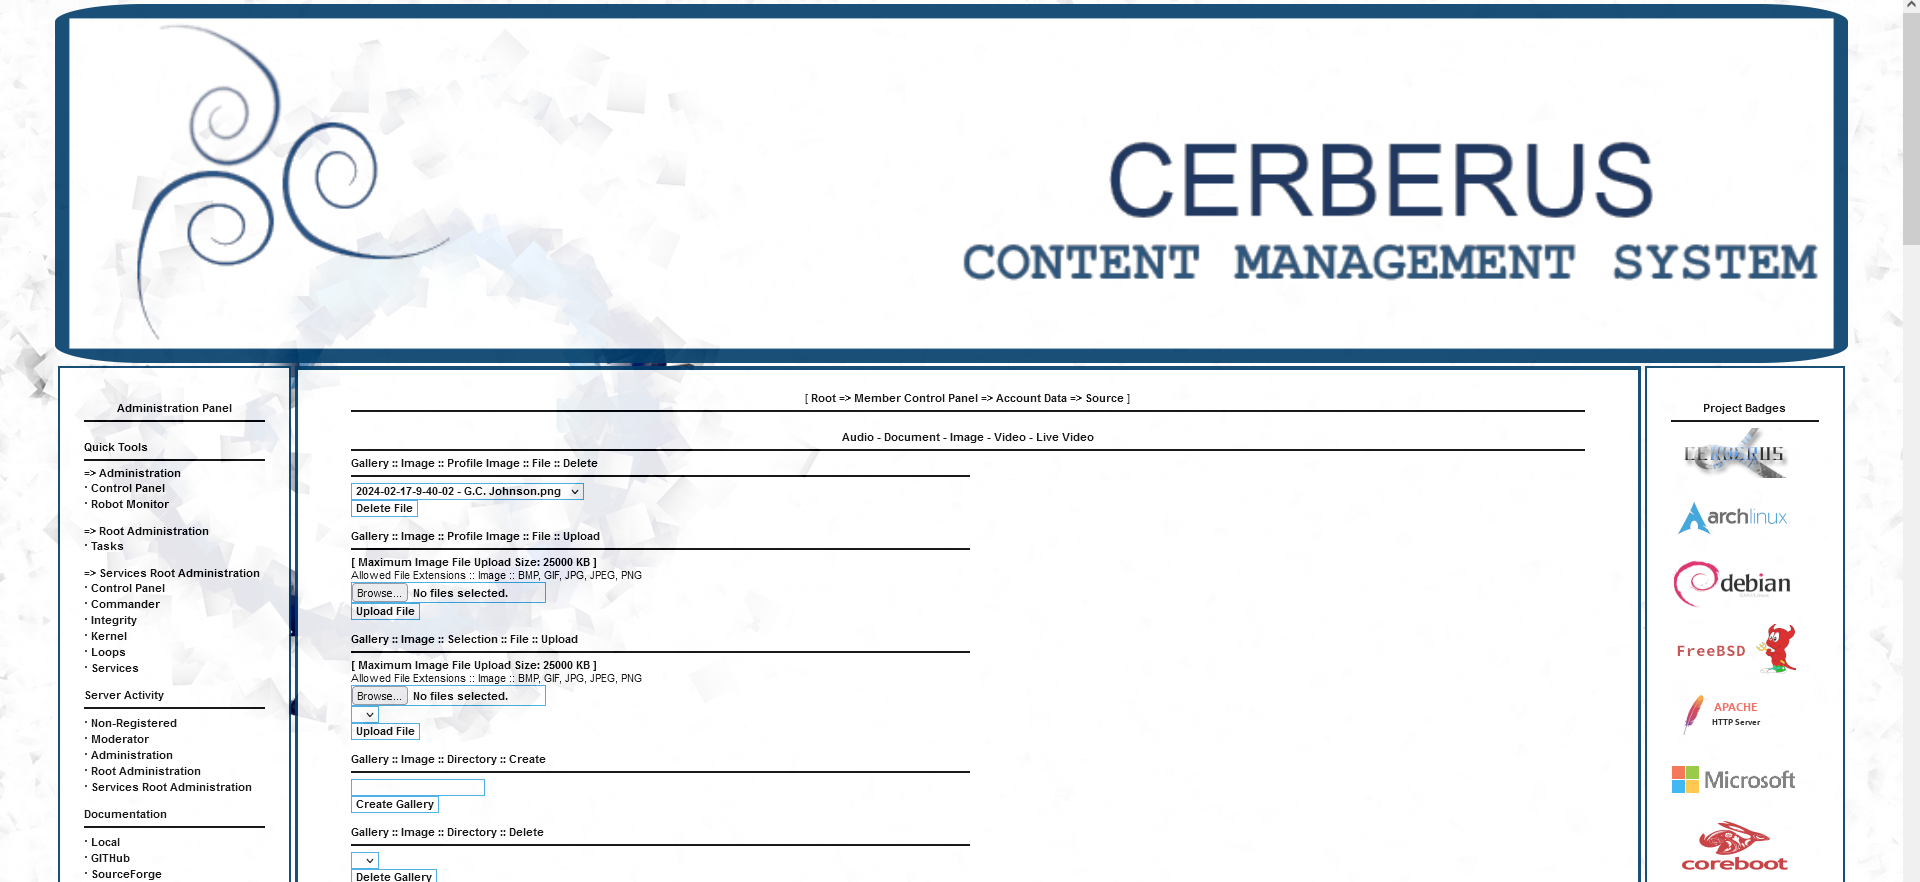 CERBERUS
CONTENT MANAGEMENT SYSTEM
Administration Panel
Quick Tools
=> Administration
· Control Panel
· Robot Monitor
=> Root Administration
· Tasks
=> Services Root Administration
· Control Panel
· Commander
· Integrity
· Kernel
· Loops
· Services
Server Activity
· Non-Registered
· Moderator
· Administration
· Root Administration
· Services Root Administration
Documentation
· Local
· GITHub
· SourceForge
[ Root => Member Control Panel => Account Data => Source ]
Audio - Document - Image - Video - Live Video
Gallery :: Image :: Profile Image :: File :: Delete
2024-02-17-9-40-02 - G.C. Johnson.png
Delete File
Gallery :: Image :: Profile Image :: File :: Upload
[ Maximum Image File Upload Size: 25000 KB ]
Allowed File Extensions :: Image :: BMP, GIF, JPG, JPEG, PNG
Browse... No files selected.
Upload File
Gallery :: Image :: Selection :: File :: Upload
[ Maximum Image File Upload Size: 25000 KB ]
Allowed File Extensions :: Image :: BMP, GIF, JPG, JPEG, PNG
Browse... No files selected.
Upload File
Gallery :: Image :: Directory :: Create
Create Gallery
Gallery :: Image :: Directory :: Delete
Delete Gallery
Project Badges
CERBERUS
archlinux
debian
FreeBSD
APACHE
HTTP Server
Microsoft
coreboot